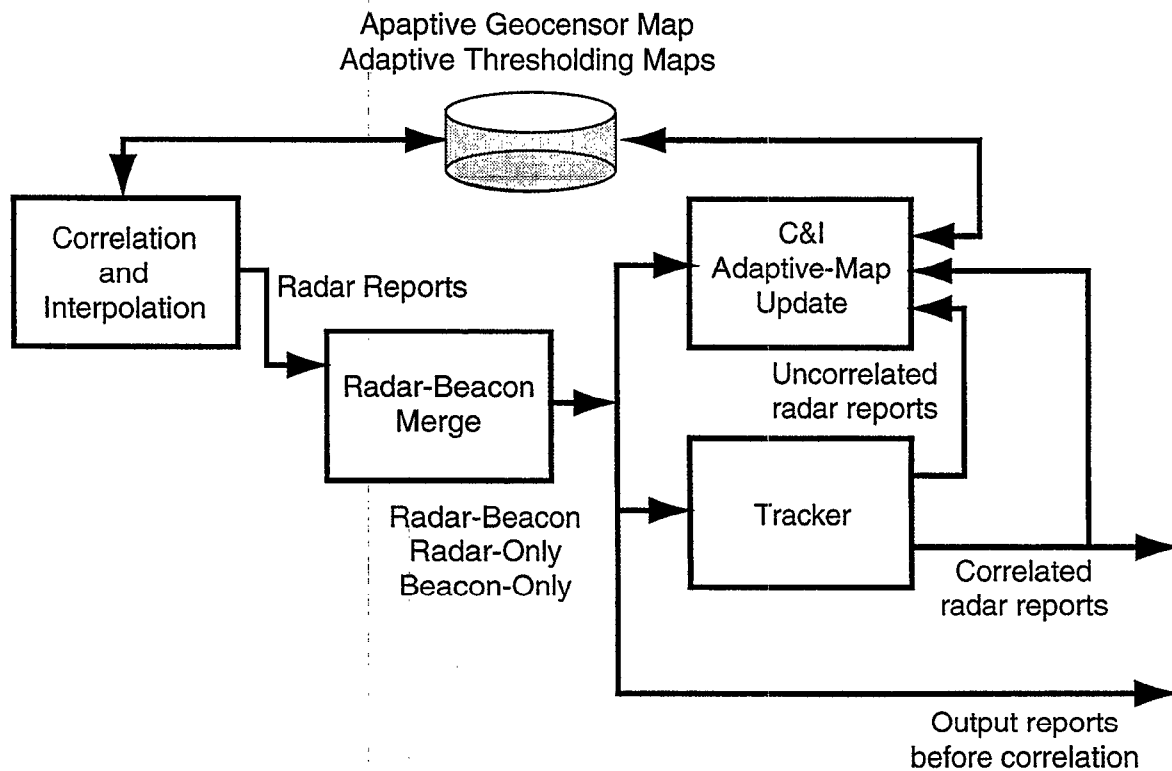 Apaptive Geocensor Map
Adaptive Thresholding Maps
Correlation
and
Interpolation
Radar Reports
Radar-Beacon
Merge
Radar-Beacon
Radar-Only
Beacon-Only
C&I
Adaptive-Map
Update
Uncorrelated
radar reports
Tracker
Correlated
radar reports
Output reports
before correlation